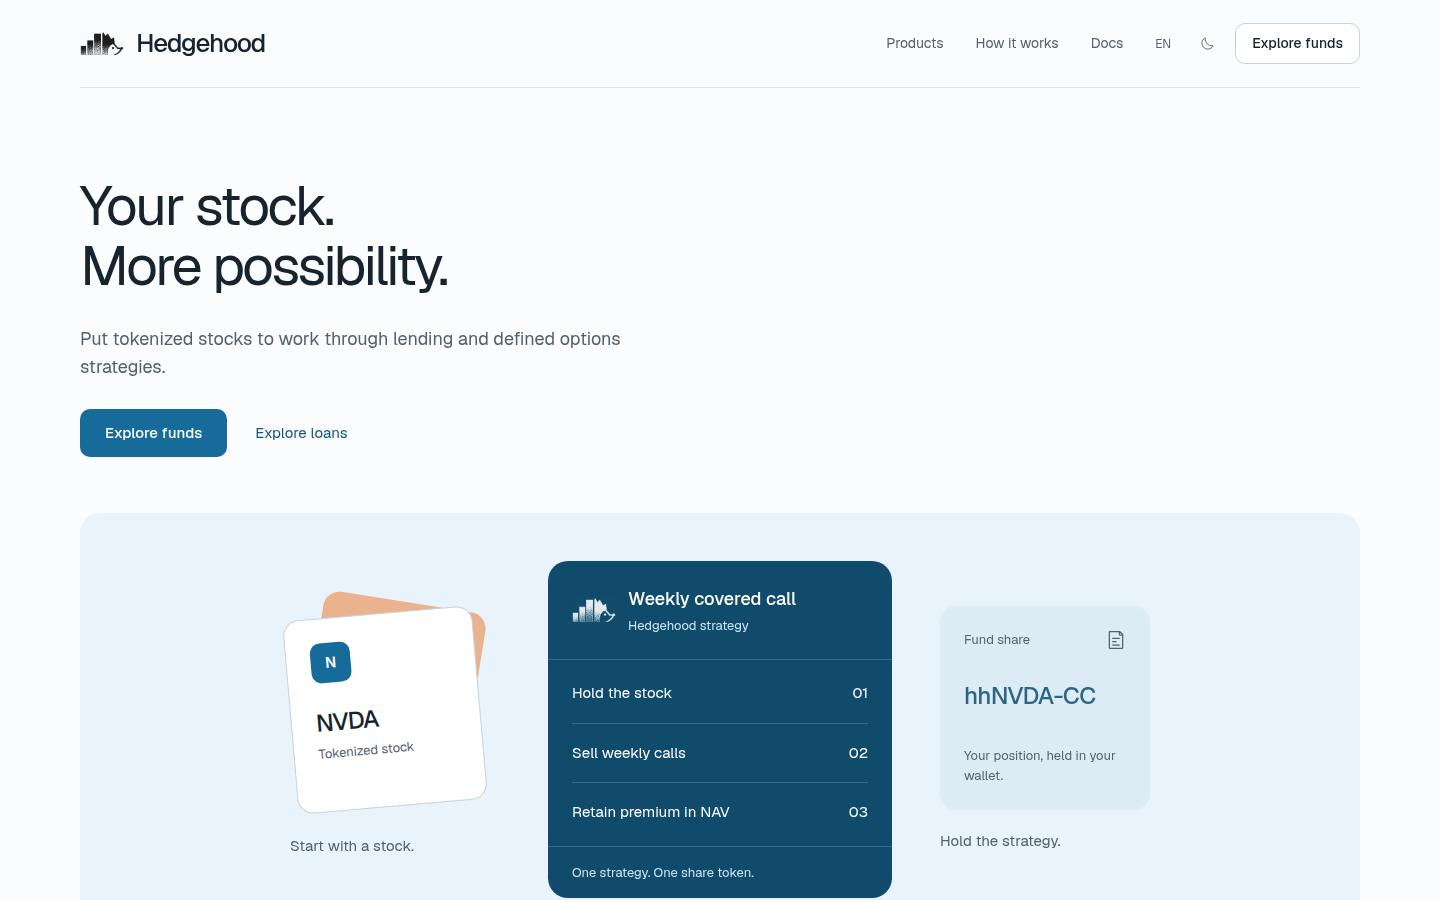 Hedgehood
Products
How it works
Docs
EN
Explore funds
Your stock.
More possibility.
Put tokenized stocks to work through lending and defined options
strategies.
Explore funds
Explore loans
N
NVDA
Tokenized stock
Start with a stock.
Weekly covered call
Hedgehood strategy
Hold the stock 01
Sell weekly calls 02
Retain premium in NAV 03
One strategy. One share token.
Fund share
hhNVDA-CC
Your position, held in your
wallet.
Hold the strategy.